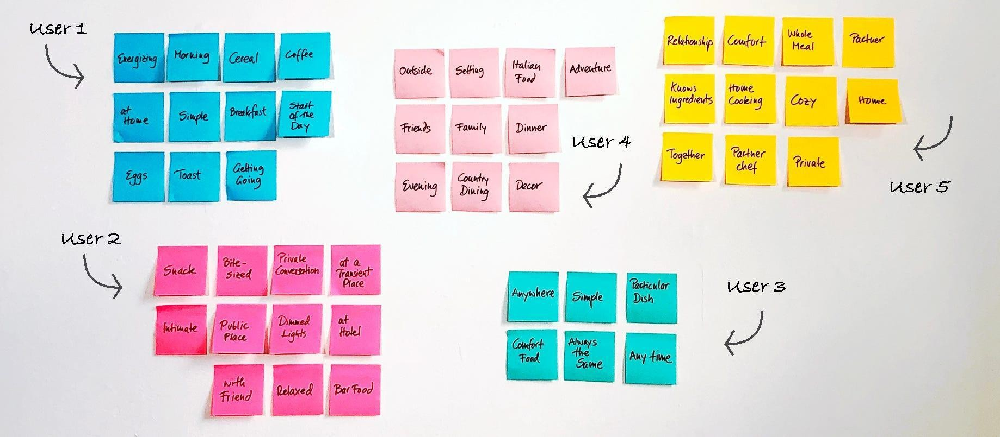 User 1
Energizing
Morning
Cereal
Coffee
at
Home
Simple
Breakfast
Start
of the
Day
Eggs
Toast
Getting
Going
User 2
Snack
Bite-
sized
Private
Conversation
at a
Transient
Place
Intimate
Public
Place
Dimmed
Lights
at
Hotel
with
Friend
Relaxed
Bar Food
Outside
Setting
Italian
Food
Adventure
Friends
Family
Dinner
Evening
Country
Dining
Decor
User 4
Relationship
Comfort
Whole
Meal
Partner
Knows
Ingredients
Home
Cooking
Cozy
Home
Together
Partner
chef
Private
User 5
Anywhere
Simple
Particular
Dish
Comfort
Food
Always
the
Same
Any time
User 3